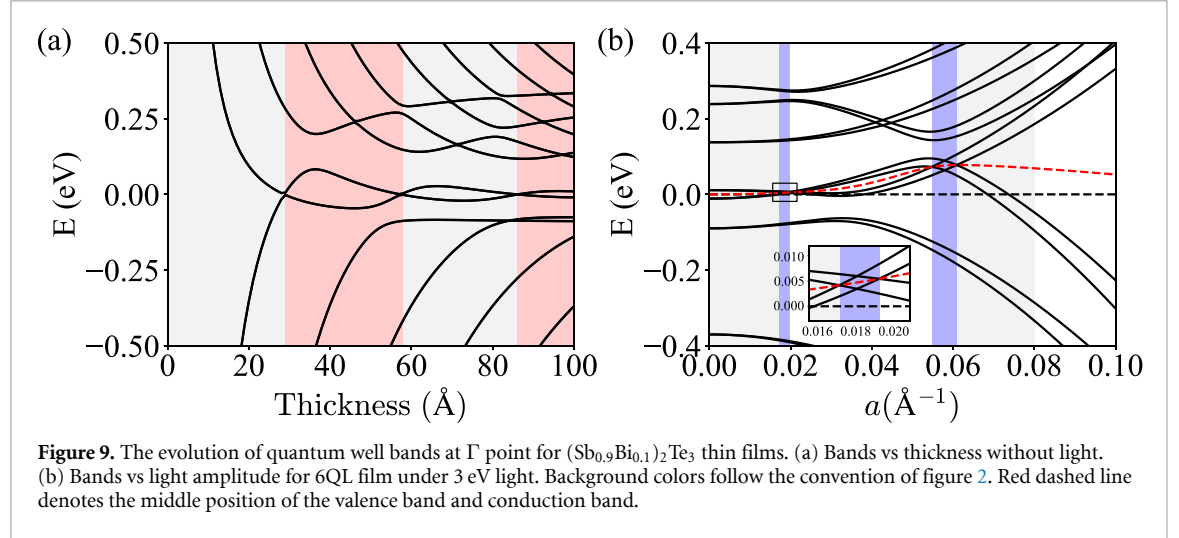 (a)
0.50
0.25
0.00
−0.25
−0.50
E (eV)
0 20 40 60 80 100
Thickness (Å)
(b)
0.4
0.2
0.0
−0.2
−0.4
E (eV)
0.010
0.005
0.000
0.016 0.018 0.020
0.00 0.02 0.04 0.06 0.08 0.10
a(Å⁻¹)
Figure 9. The evolution of quantum well bands at Γ point for (Sb₀.₉Bi₀.₁)₂Te₃ thin films. (a) Bands vs thickness without light.
(b) Bands vs light amplitude for 6QL film under 3 eV light. Background colors follow the convention of figure 2. Red dashed line
denotes the middle position of the valence band and conduction band.